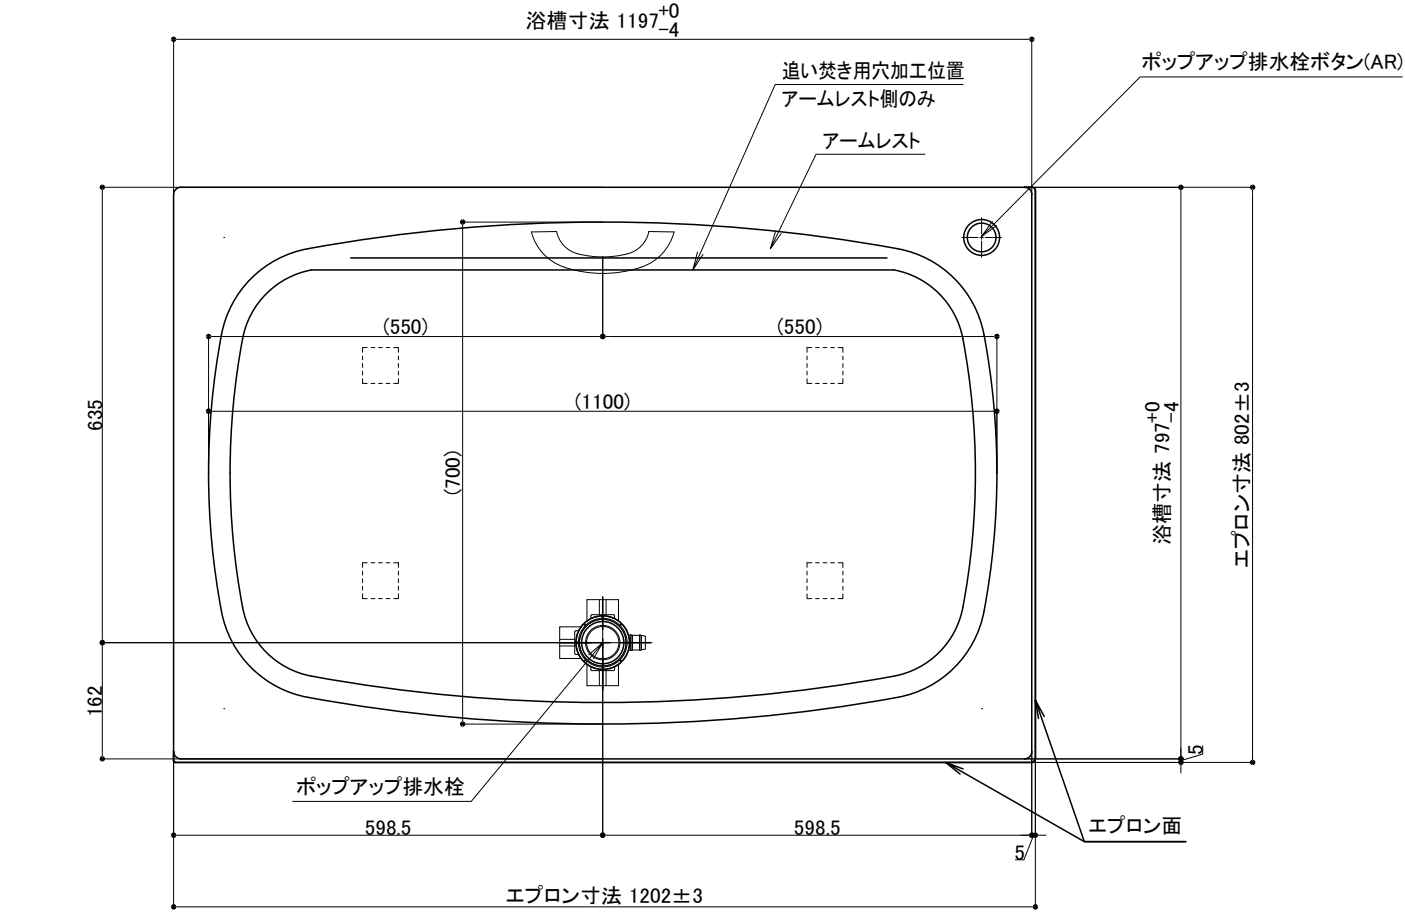 浴槽寸法 1197+0−4
ポップアップ排水栓ボタン(AR)
追い焚き用穴加工位置
アームレスト側のみ
アームレスト
(550)
(550)
(1100)
(700)
635
162
浴槽寸法 797+0−4
エプロン寸法 802±3
5
ポップアップ排水栓
598.5
598.5
エプロン面
5
エプロン寸法 1202±3